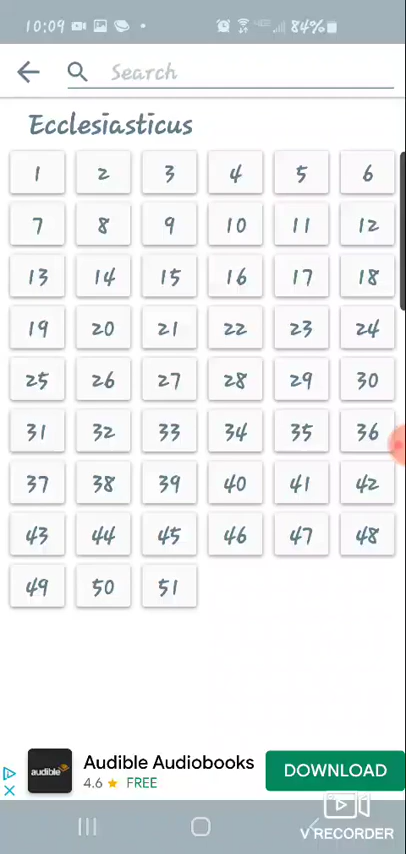 10:09 84%
Search
Ecclesiasticus
1 2 3 4 5 6
7 8 9 10 11 12
13 14 15 16 17 18
19 20 21 22 23 24
25 26 27 28 29 30
31 32 33 34 35 36
37 38 39 40 41 42
43 44 45 46 47 48
49 50 51
audible
Audible Audiobooks
4.6 ★ FREE
DOWNLOAD
V RECORDER